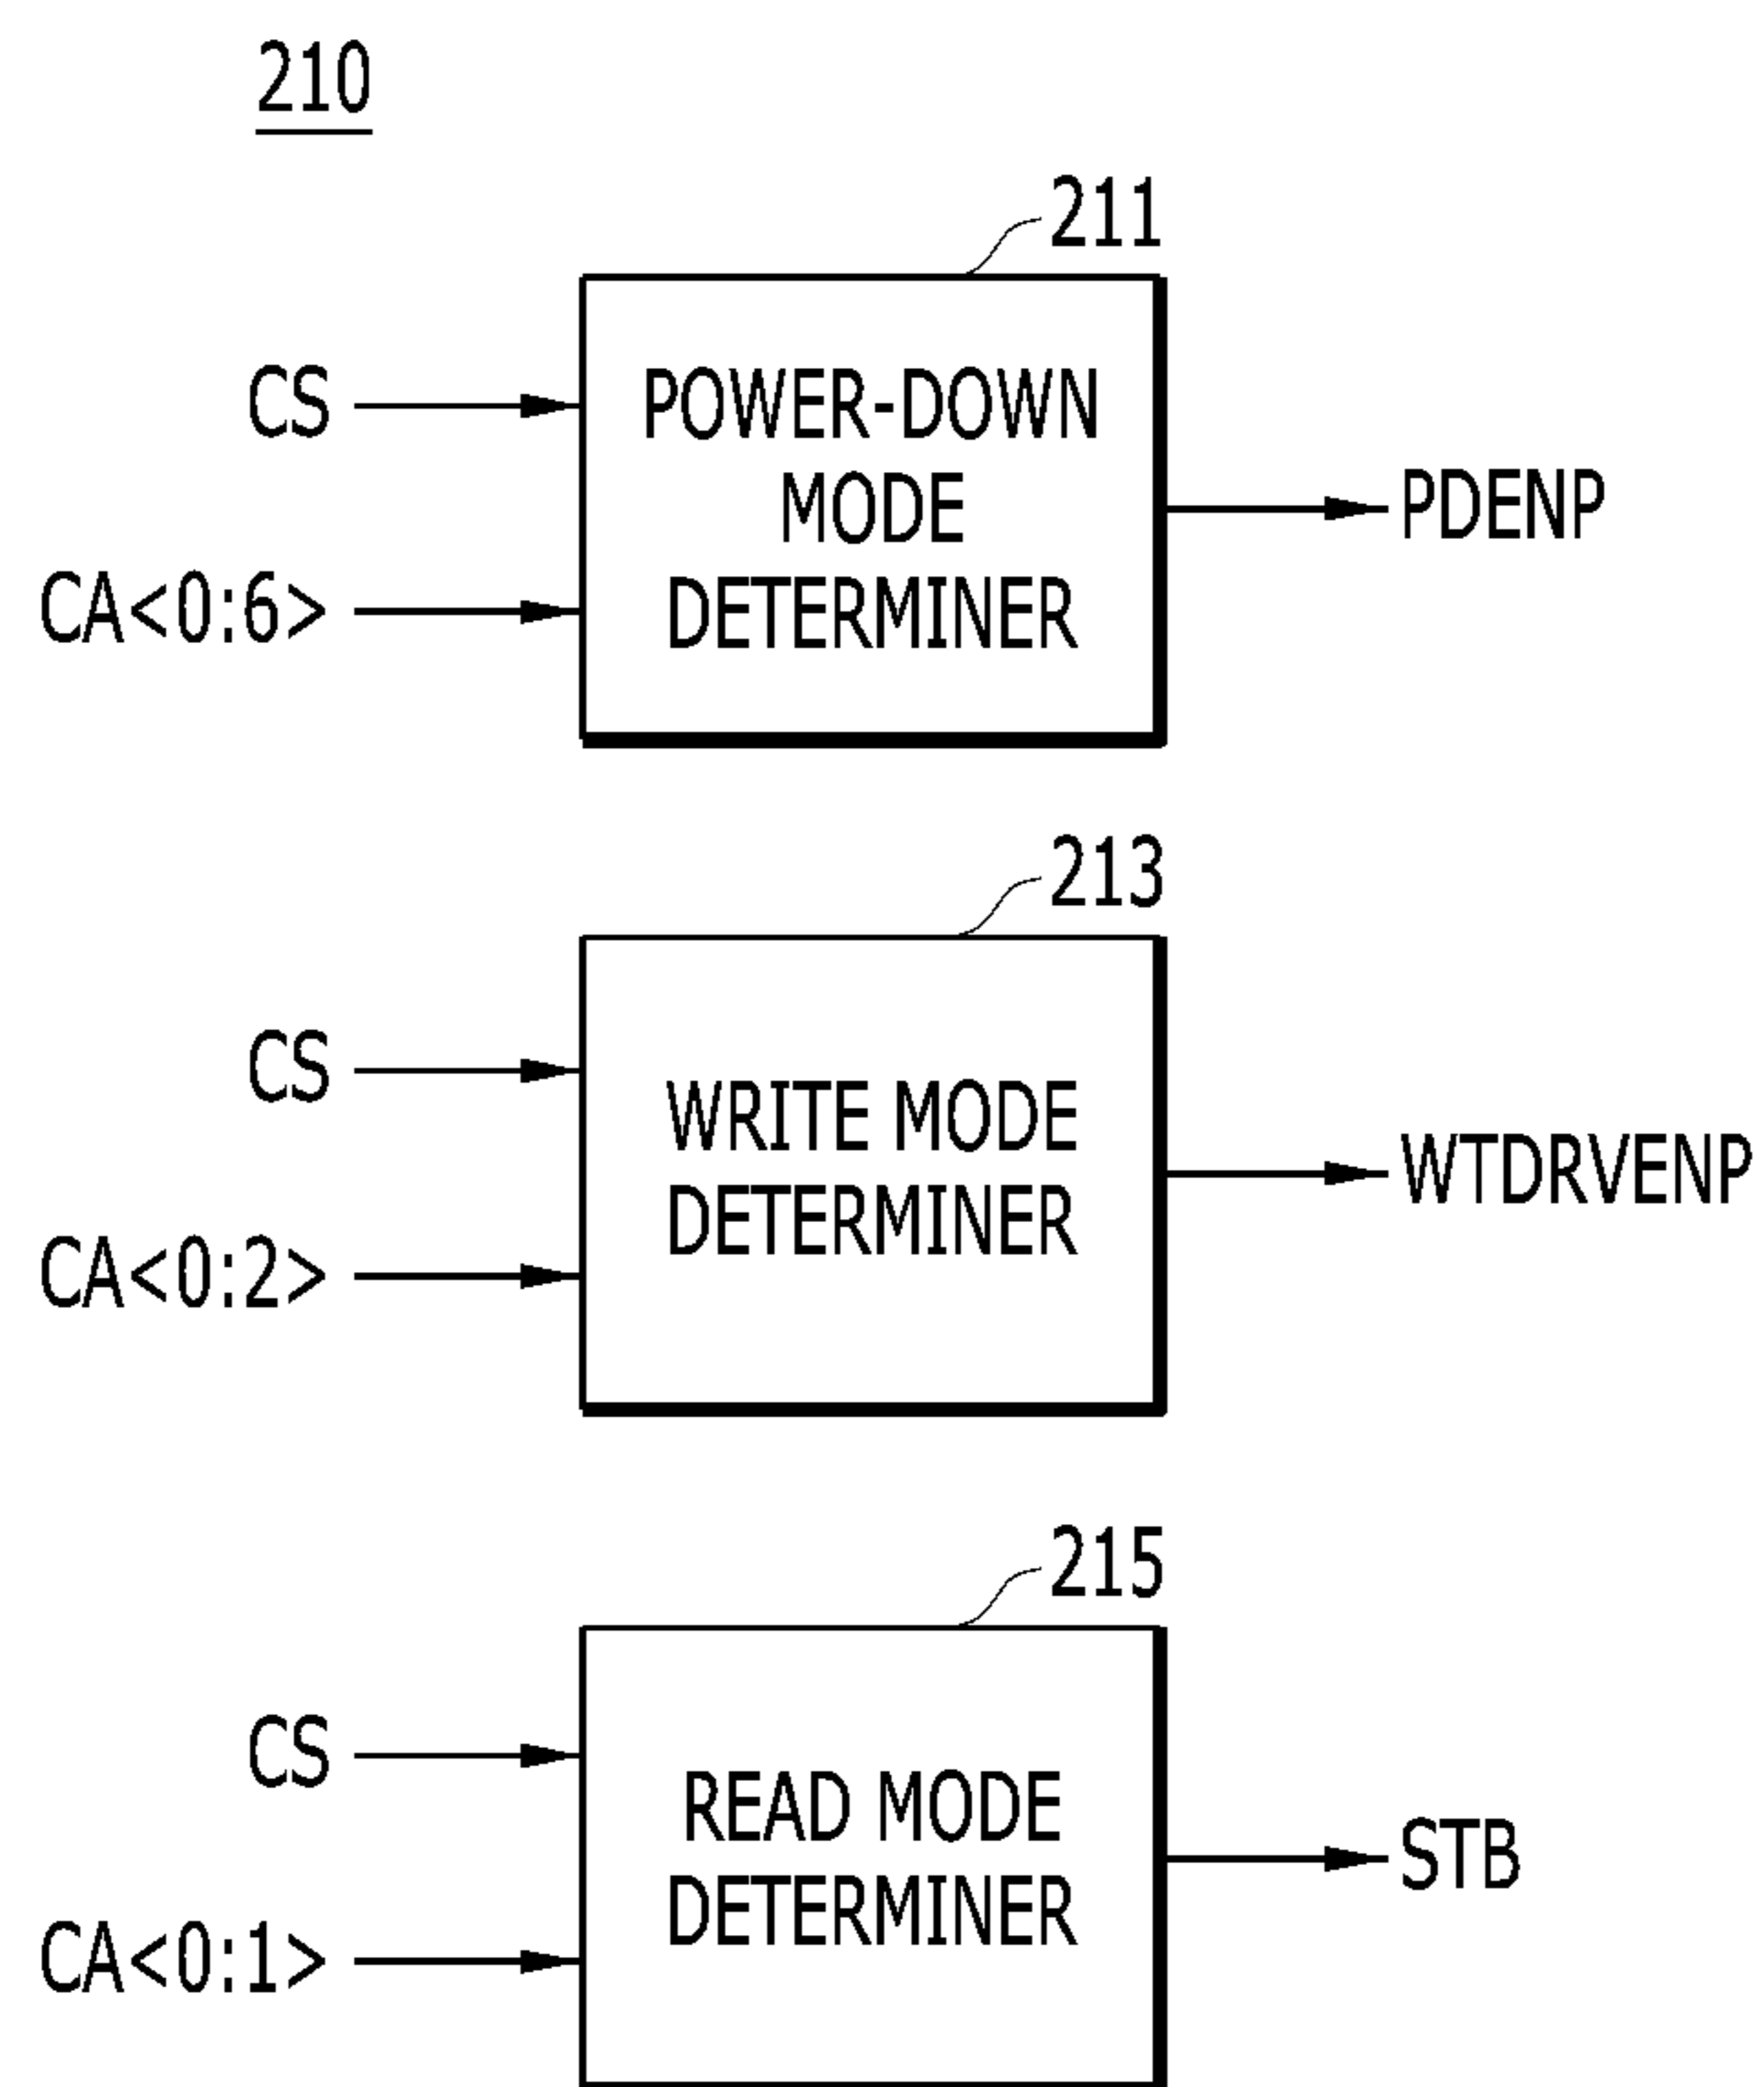 210
211
CS
POWER-DOWN
MODE
DETERMINER
CA<0:6>
PDENP
213
CS
WRITE MODE
DETERMINER
CA<0:2>
WTDRVENP
215
CS
READ MODE
DETERMINER
CA<0:1>
STB